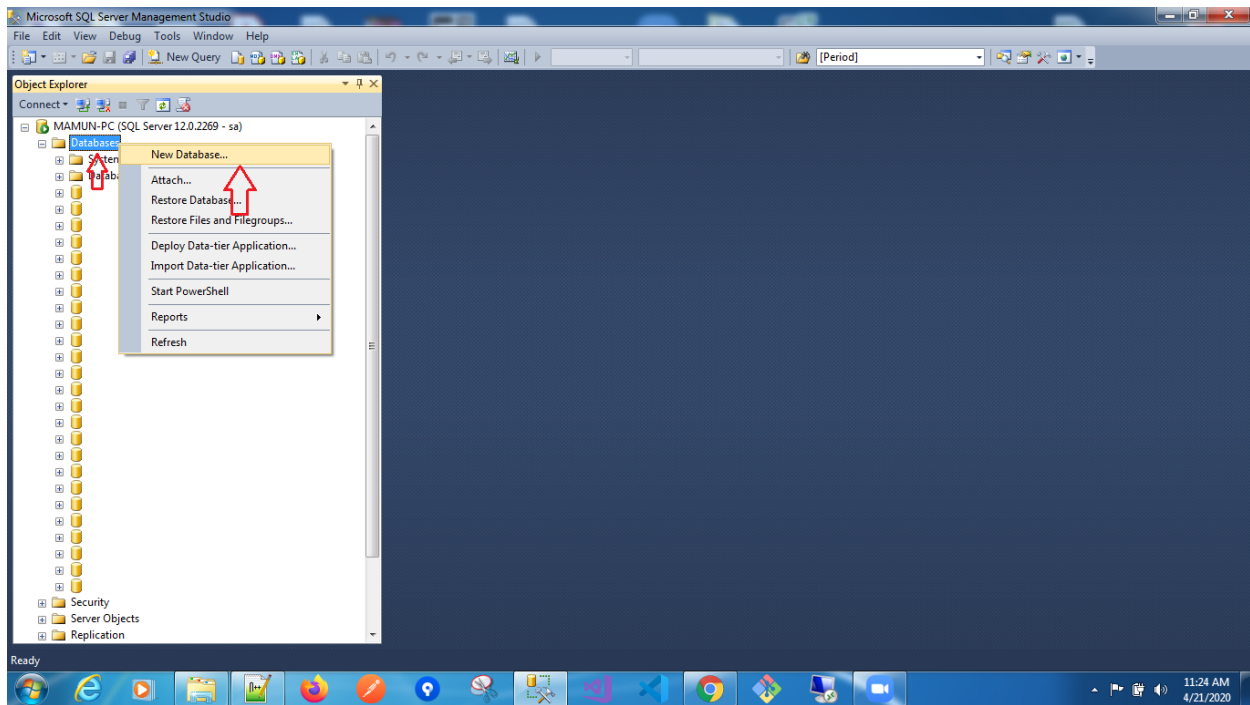 Microsoft SQL Server Management Studio
File Edit View Debug Tools Window Help
New Query
[Period]
Object Explorer
Connect
MAMUN-PC (SQL Server 12.0.2269 - sa)
Databases
New Database...
Attach...
Restore Database...
Restore Files and Filegroups...
Deploy Data-tier Application...
Import Data-tier Application...
Start PowerShell
Reports
Refresh
Security
Server Objects
Replication
Ready
11:24 AM
4/21/2020